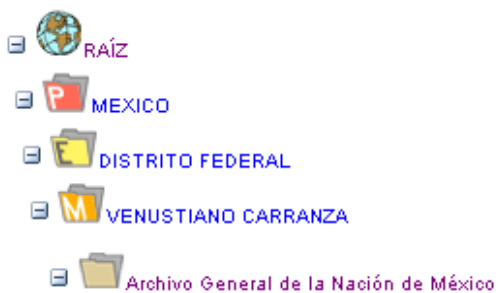 RAÍZ
P MEXICO
E DISTRITO FEDERAL
M VENUSTIANO CARRANZA
Archivo General de la Nación de México